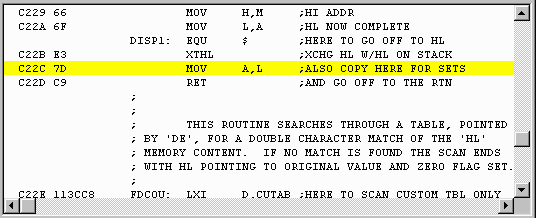 C229 66 MOV H,M ;HI ADDR
C22A 6F MOV L,A ;HL NOW COMPLETE
DISP1: EQU $ ;HERE TO GO OFF TO HL
C22B E3 XTHL ;XCHG HL W/HL ON STACK
C22C 7D MOV A,L ;ALSO COPY HERE FOR SETS
C22D C9 RET ;AND GO OFF TO THE RTN
;
;
; THIS ROUTINE SEARCHES THROUGH A TABLE, POINTED
; BY 'DE', FOR A DOUBLE CHARACTER MATCH OF THE 'HL'
; MEMORY CONTENT. IF NO MATCH IS FOUND THE SCAN ENDS
; WITH HL POINTING TO ORIGINAL VALUE AND ZERO FLAG SET.
;
C22E 113CC8 FDCOU: LXI D.CUTAB ;HERE TO SCAN CUSTOM TBL ONLY